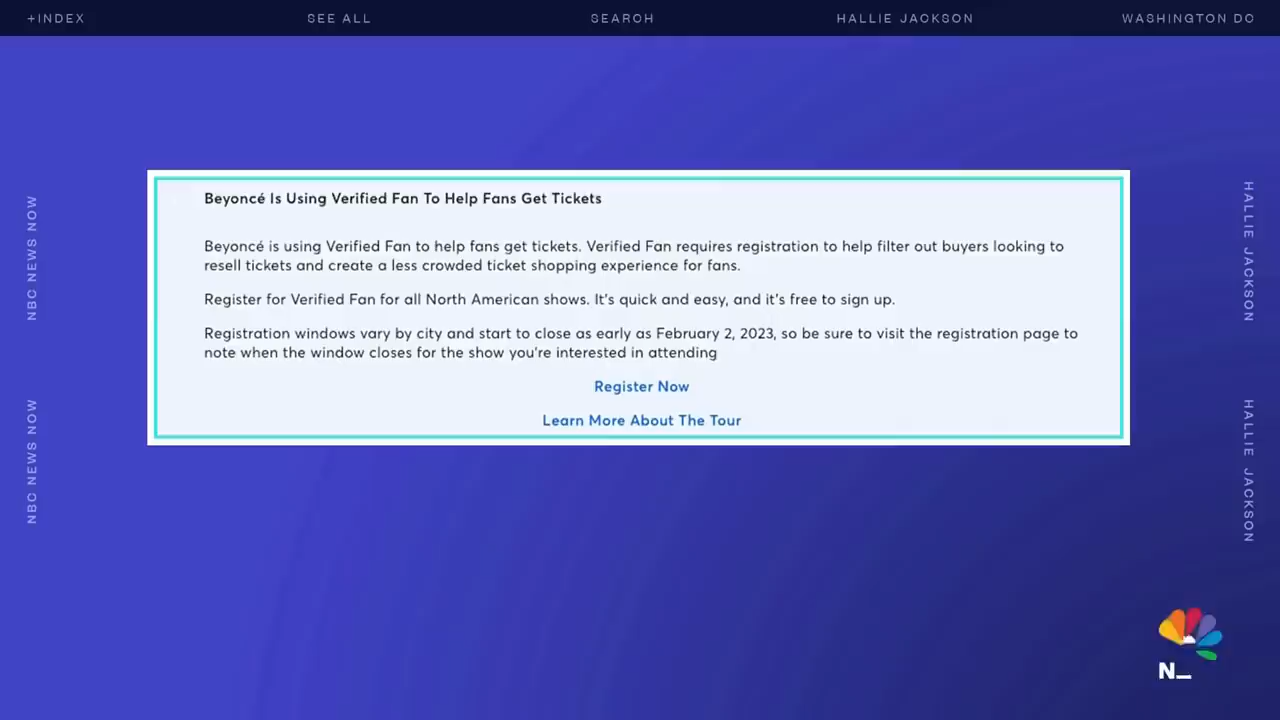 +INDEX
SEE ALL
SEARCH
HALLIE JACKSON
WASHINGTON DC
NBC NEWS NOW
NBC NEWS NOW
Beyoncé Is Using Verified Fan To Help Fans Get Tickets
Beyoncé is using Verified Fan to help fans get tickets. Verified Fan requires registration to help filter out buyers looking to
resell tickets and create a less crowded ticket shopping experience for fans.
Register for Verified Fan for all North American shows. It's quick and easy, and it's free to sign up.
Registration windows vary by city and start to close as early as February 2, 2023, so be sure to visit the registration page to
note when the window closes for the show you're interested in attending
Register Now
Learn More About The Tour
HALLIE JACKSON
HALLIE JACKSON
N_